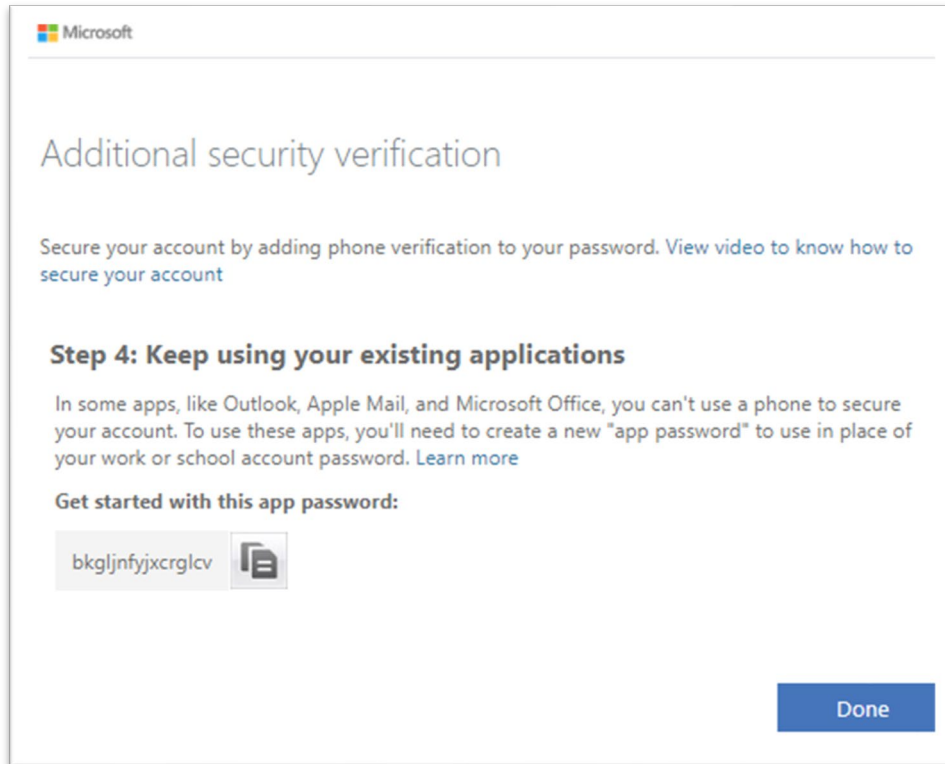 Microsoft
Additional security verification
Secure your account by adding phone verification to your password. View video to know how to
secure your account
Step 4: Keep using your existing applications
In some apps, like Outlook, Apple Mail, and Microsoft Office, you can't use a phone to secure
your account. To use these apps, you'll need to create a new "app password" to use in place of
your work or school account password. Learn more
Get started with this app password:
bkgljnfyjxcrglcv
Done